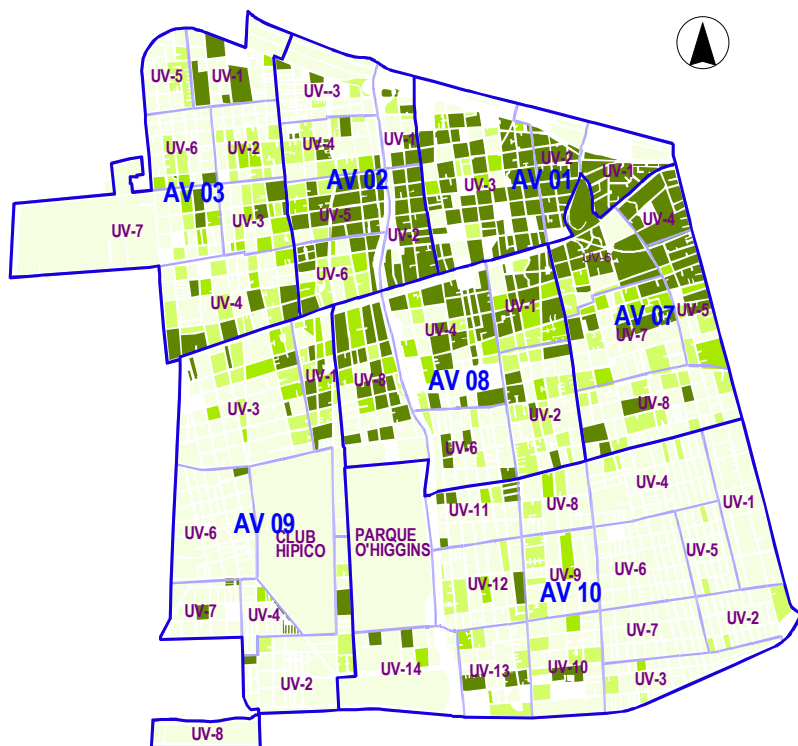 UV-5
UV-1
UV--3
UV-6
UV-2
UV-4
UV-1
UV-2
UV-1
AV 03
AV 02
UV-3
AV 01
UV-7
UV-3
UV-5
UV-2
UV-4
UV-6
UV-4
UV-6
UV-1
UV-4
UV-7
AV 07
UV-5
UV-1
UV-8
AV 08
UV-3
UV-2
UV-8
UV-6
UV-4
UV-1
UV-11
UV-8
UV-6
AV 09
CLUB
HIPICO
PARQUE
O'HIGGINS
UV-5
UV-6
UV-12
UV-9
AV 10
UV-7
UV-4
UV-7
UV-2
UV-2
UV-14
UV-13
UV-10
UV-3
UV-8